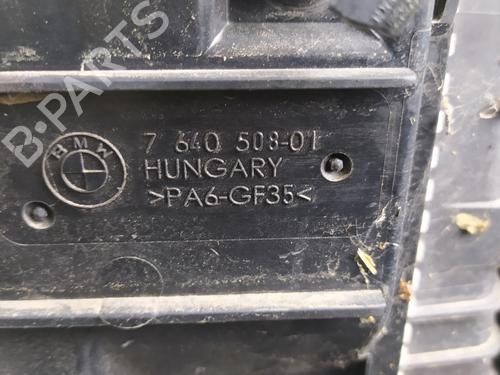 B-PARTS
BMW
7 640 508-01
HUNGARY
>PA6-GF35<